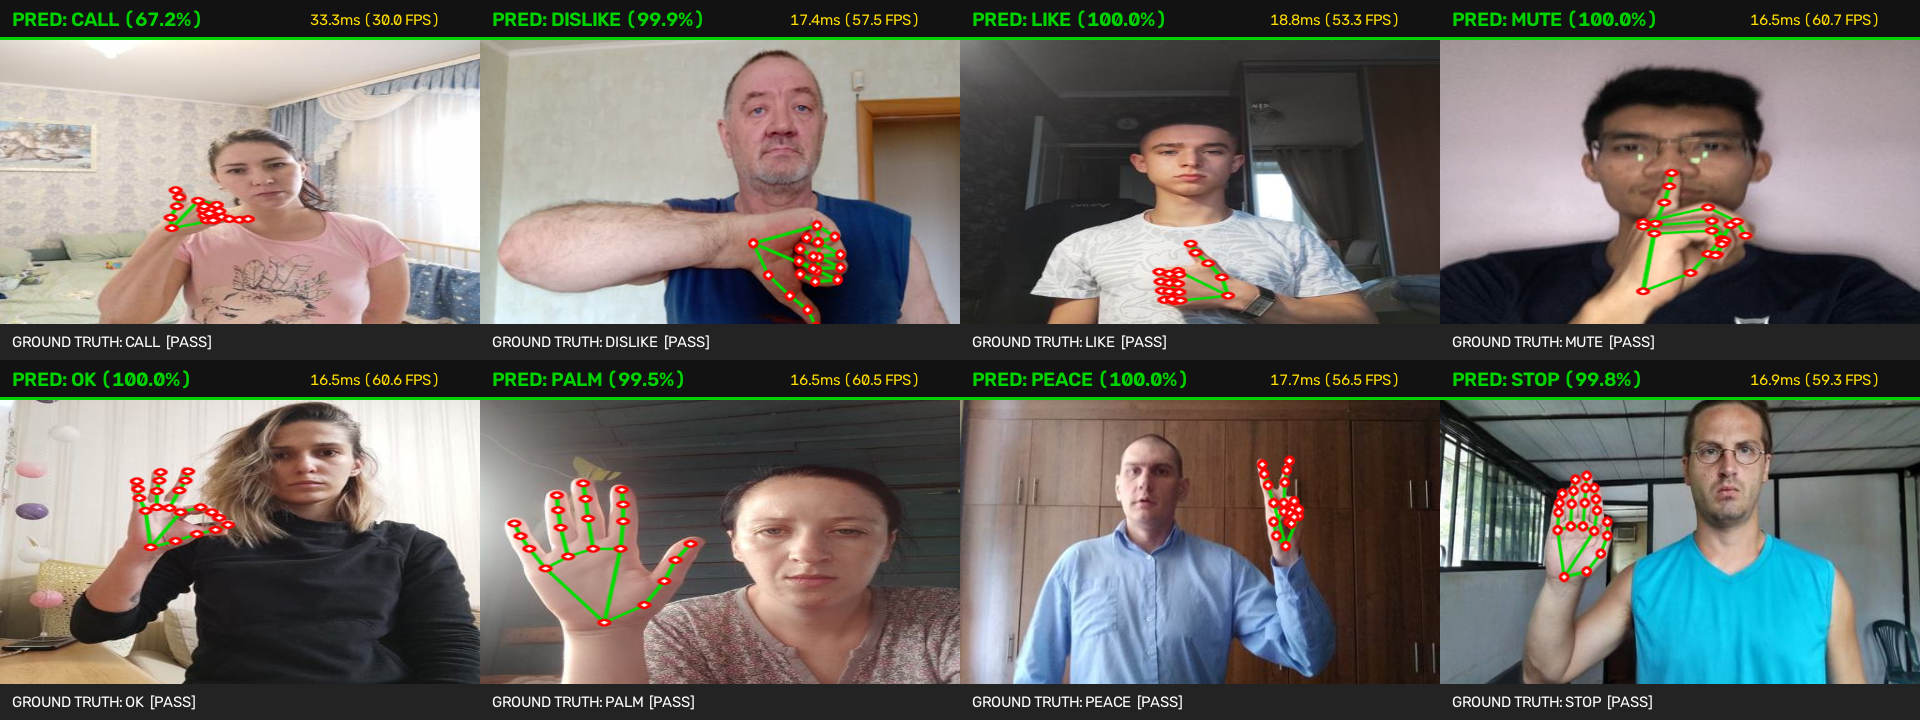 PRED: CALL (67.2%) 33.3ms (30.0 FPS)
PRED: DISLIKE (99.9%) 17.4ms (57.5 FPS)
PRED: LIKE (100.0%) 18.8ms (53.3 FPS)
PRED: MUTE (100.0%) 16.5ms (60.7 FPS)
GROUND TRUTH: CALL [PASS]
GROUND TRUTH: DISLIKE [PASS]
GROUND TRUTH: LIKE [PASS]
GROUND TRUTH: MUTE [PASS]
PRED: OK (100.0%) 16.5ms (60.6 FPS)
PRED: PALM (99.5%) 16.5ms (60.5 FPS)
PRED: PEACE (100.0%) 17.7ms (56.5 FPS)
PRED: STOP (99.8%) 16.9ms (59.3 FPS)
GROUND TRUTH: OK [PASS]
GROUND TRUTH: PALM [PASS]
GROUND TRUTH: PEACE [PASS]
GROUND TRUTH: STOP [PASS]